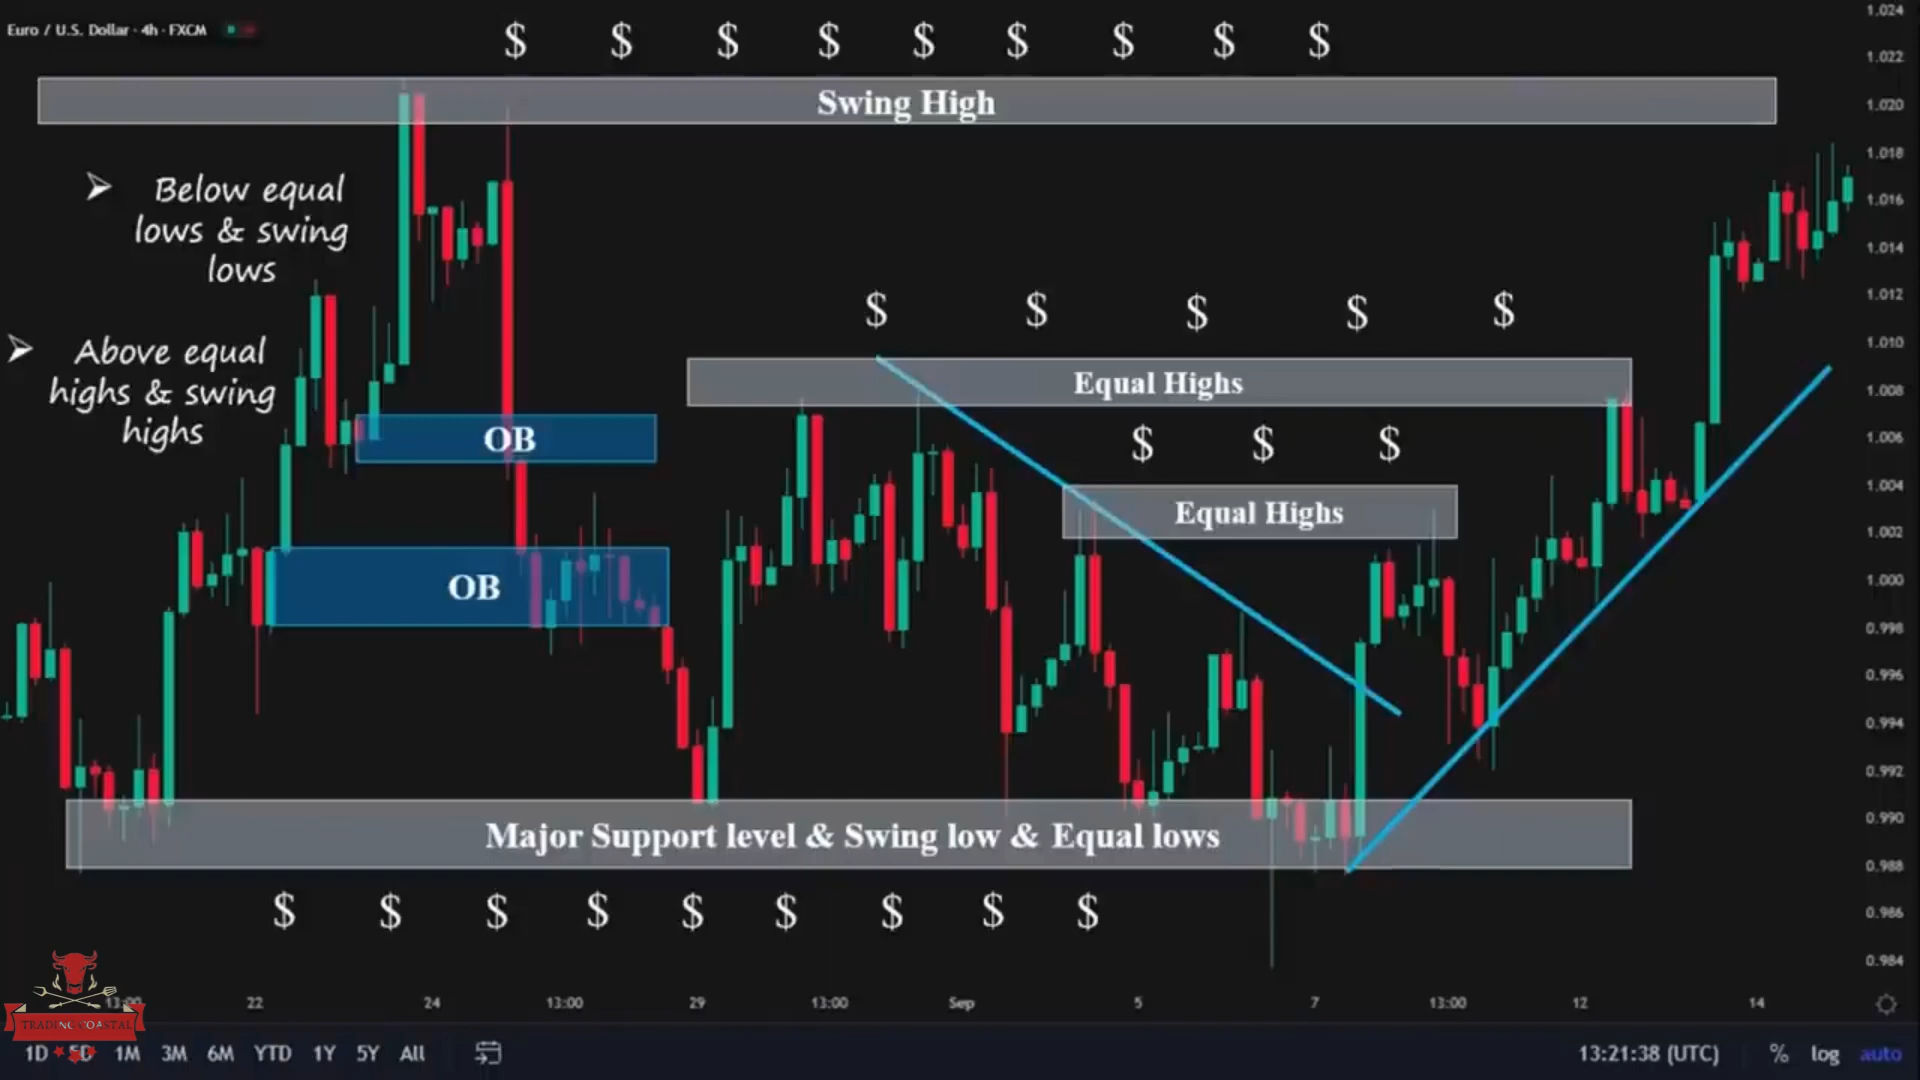 Euro / U.S. Dollar · 4h · FXCM
$ $ $ $ $ $ $ $ $
Swing High
➢ Below equal
lows & swing
lows
➢ Above equal
highs & swing
highs
$ $ $ $ $
Equal Highs
OB
$ $ $
Equal Highs
OB
Major Support level & Swing low & Equal lows
$ $ $ $ $ $ $ $ $
1.024
1.022
1.020
1.018
1.016
1.014
1.012
1.010
1.008
1.006
1.004
1.002
1.000
0.998
0.996
0.994
0.992
0.990
0.988
0.986
0.984
13:00 22 24 13:00 29 13:00 Sep 5 7 13:00 12 14
TRADING COASTAL
1D 5D 1M 3M 6M YTD 1Y 5Y All
13:21:38 (UTC) % log auto